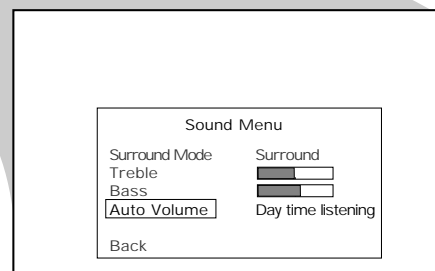 Sound Menu
Surround Mode Surround
Treble
Bass
Auto Volume Day time listening
Back